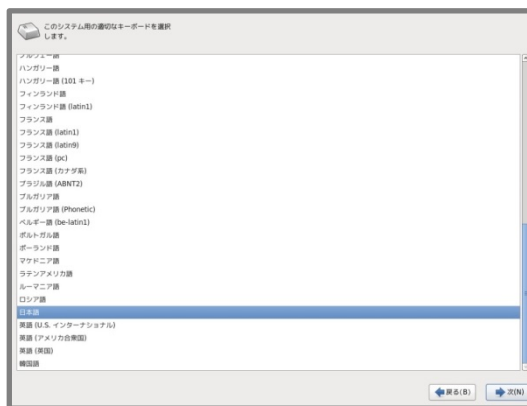 このシステム用の適切なキーボードを選択
します。
ノルウェー語
ハンガリー語
ハンガリー語 (101 キー)
フィンランド語
フィンランド語 (latin1)
フランス語
フランス語 (latin1)
フランス語 (latin9)
フランス語 (pc)
フランス語 (カナダ系)
ブラジル語 (ABNT2)
ブルガリア語
ブルガリア語 (Phonetic)
ベルギー語 (be-latin1)
ポルトガル語
ポーランド語
マケドニア語
ラテンアメリカ語
ルーマニア語
ロシア語
日本語
英語 (U.S. インターナショナル)
英語 (アメリカ合衆国)
英語 (英国)
韓国語
戻る(B) 次(N)